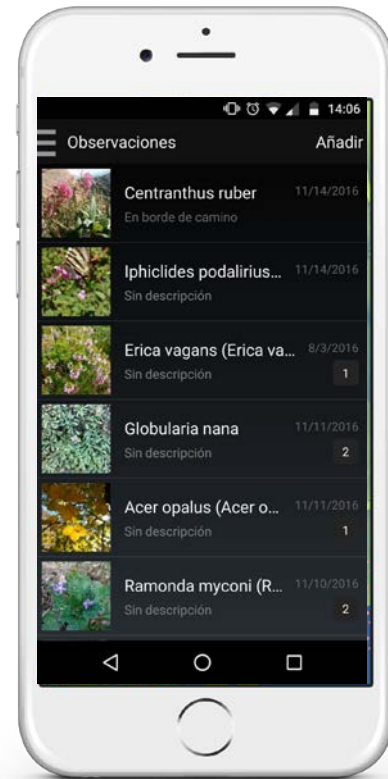 14:06
Observaciones Añadir
Centranthus ruber 11/14/2016
En borde de camino
Iphiclides podalirius... 11/14/2016
Sin descripción
Erica vagans (Erica va... 8/3/2016
Sin descripción 1
Globularia nana 11/11/2016
Sin descripción 2
Acer opalus (Acer o... 11/11/2016
Sin descripción 1
Ramonda myconi (R... 11/10/2016
Sin descripción 2